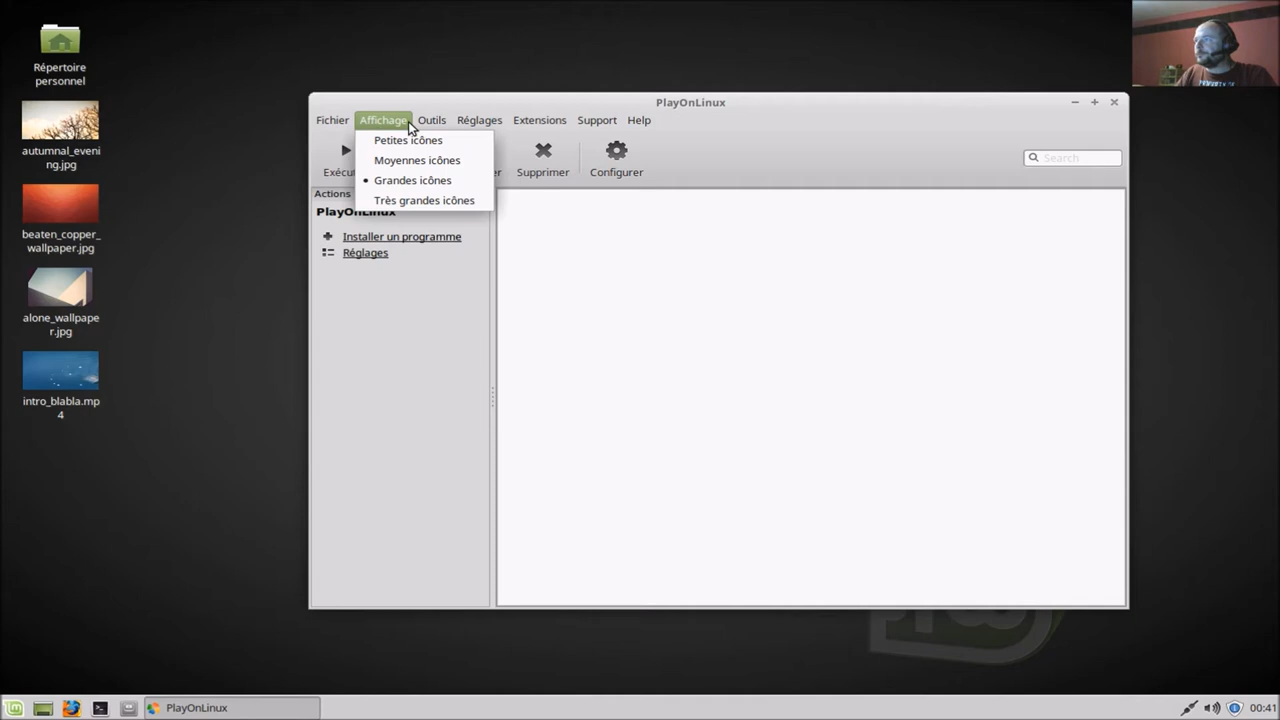 Répertoire
personnel
autumnal_eveni
ng.jpg
beaten_copper_
wallpaper.jpg
alone_wallpape
r.jpg
intro_blabla.mp
4
PlayOnLinux
Fichier Affichage Outils Réglages Extensions Support Help
Petites icônes
Moyennes icônes
Grandes icônes
Très grandes icônes
Supprimer
Configurer
Search
Actions
PlayOnLinux
Installer un programme
Réglages
PlayOnLinux
00:41